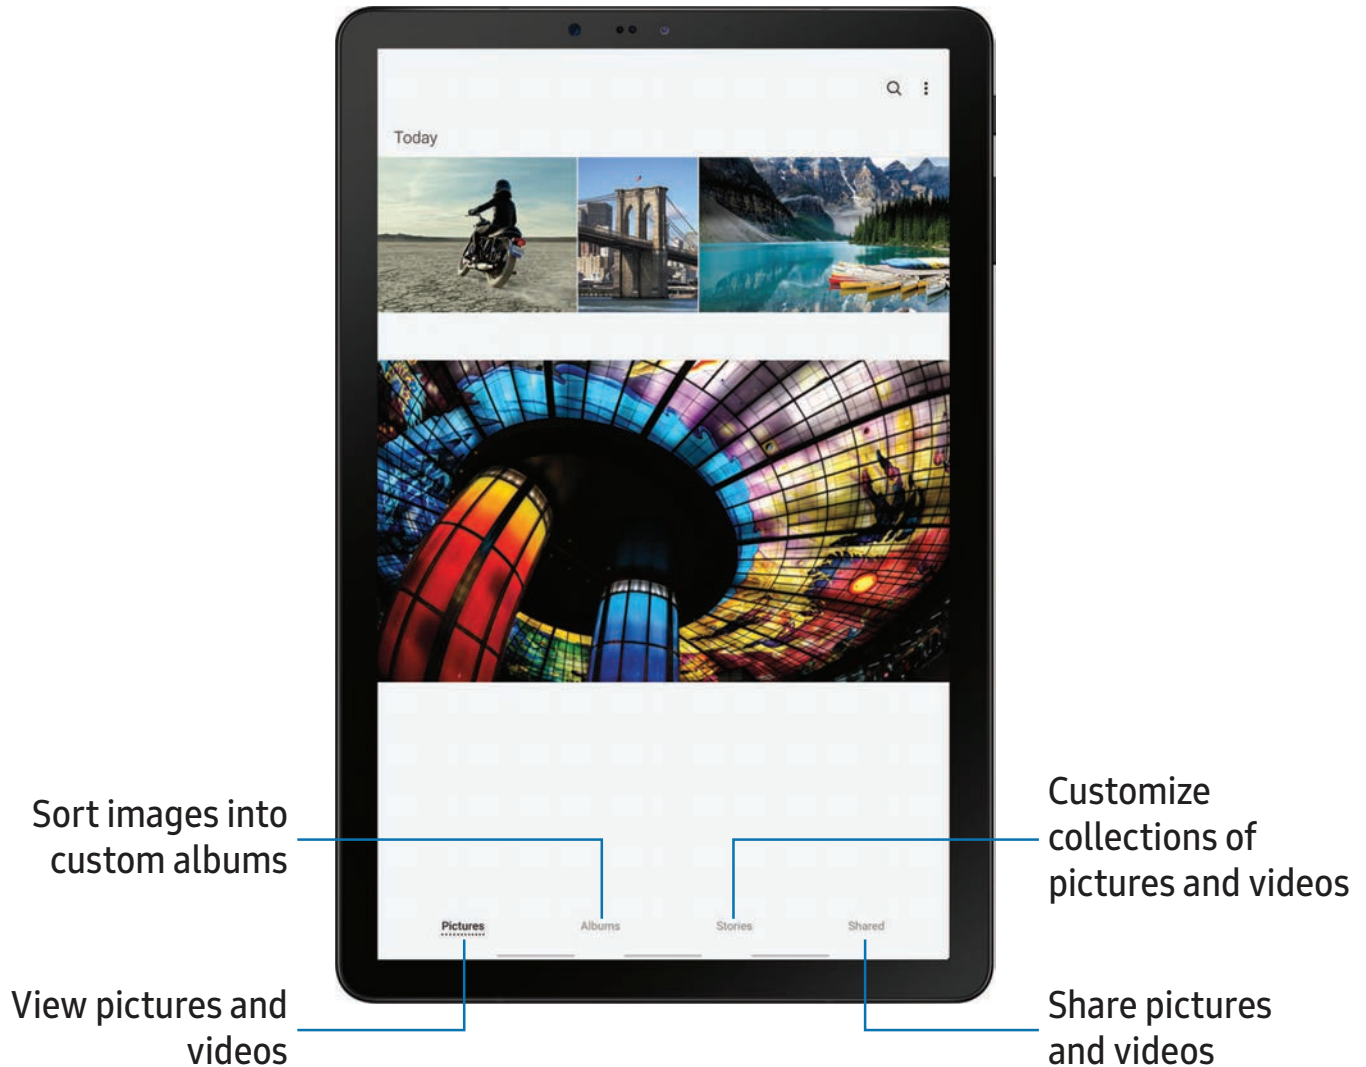 Today
Sort images into
custom albums
Customize
collections of
pictures and videos
Pictures
Albums
Stories
Shared
View pictures and
videos
Share pictures
and videos